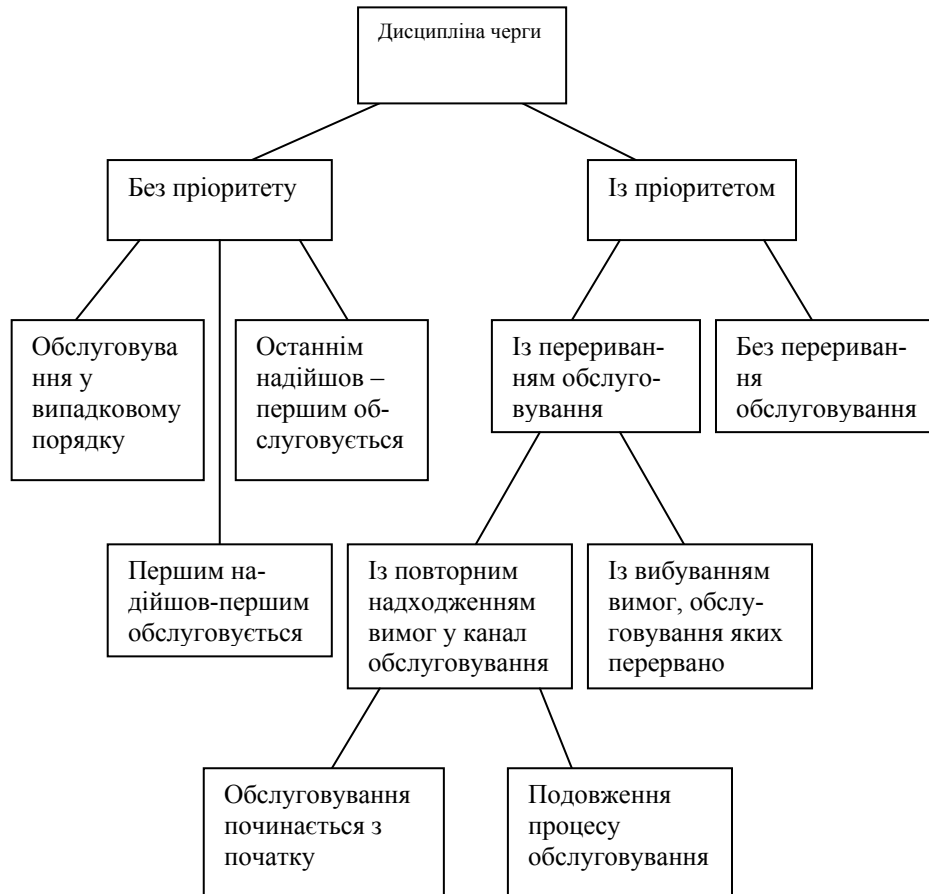 Дисципліна черги
Без пріоритету
Із пріоритетом
Обслуговува
ння у
випадковому
порядку
Останнім
надійшов –
першим об-
слуговується
Із перериван-
ням обслуго-
вування
Без перериван-
ня
обслуговування
Першим на-
дійшов-першим
обслуговується
Із повторним
надходженням
вимог у канал
обслуговування
Із вибуванням
вимог, обслу-
говування яких
перервано
Обслуговування
починається з
початку
Подовження
процесу
обслуговування